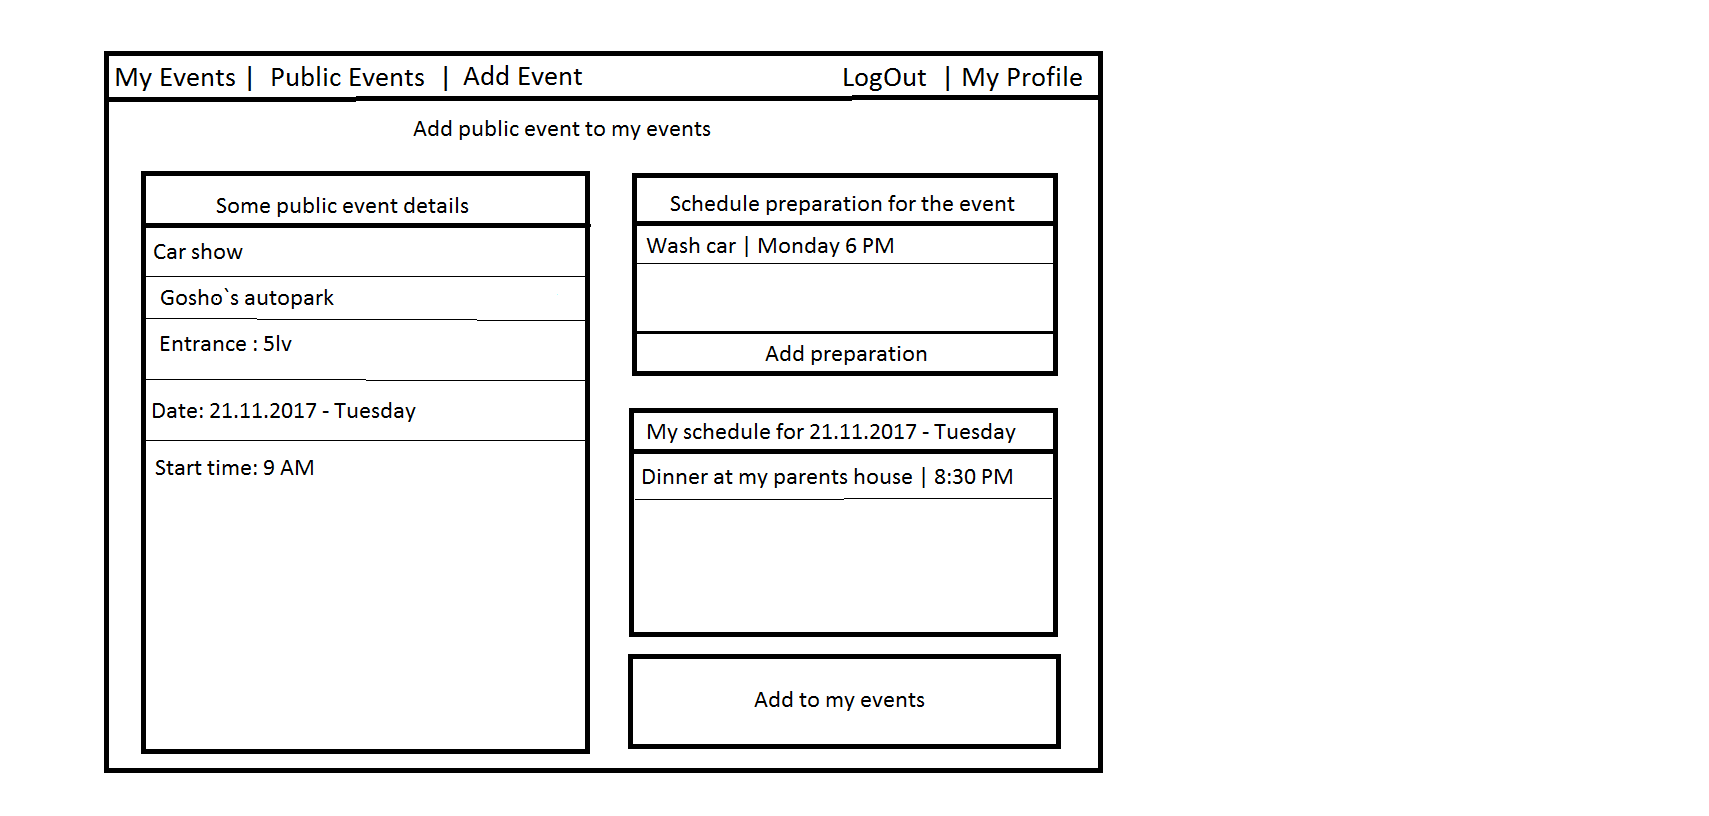 My Events | Public Events | Add Event LogOut | My Profile
Add public event to my events
Some public event details
Car show
Gosho`s autopark
Entrance : 5lv
Date: 21.11.2017 - Tuesday
Start time: 9 AM
Schedule preparation for the event
Wash car | Monday 6 PM
Add preparation
My schedule for 21.11.2017 - Tuesday
Dinner at my parents house | 8:30 PM
Add to my events